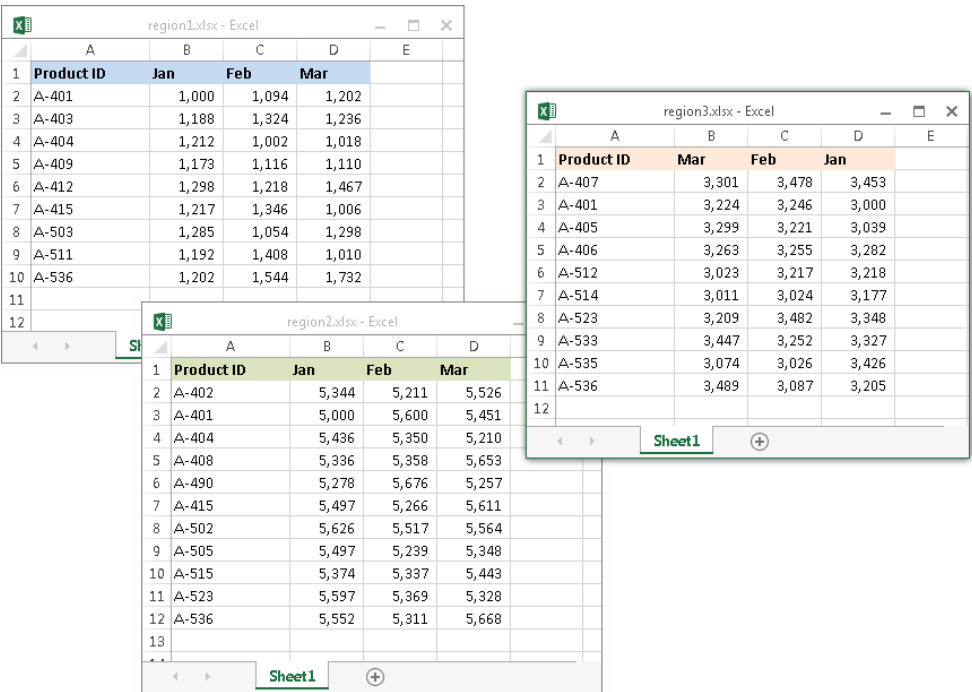 region1.xlsx - Excel
A B C D E
1 Product ID Jan Feb Mar
2 A-401 1,000 1,094 1,202
3 A-403 1,188 1,324 1,236
4 A-404 1,212 1,002 1,018
5 A-409 1,173 1,116 1,110
6 A-412 1,298 1,218 1,467
7 A-415 1,217 1,346 1,006
8 A-503 1,285 1,054 1,298
9 A-511 1,192 1,408 1,010
10 A-536 1,202 1,544 1,732
11
12
region2.xlsx - Excel
A B C D
1 Product ID Jan Feb Mar
2 A-402 5,344 5,211 5,526
3 A-401 5,000 5,600 5,451
4 A-404 5,436 5,350 5,210
5 A-408 5,336 5,358 5,653
6 A-490 5,278 5,676 5,257
7 A-415 5,497 5,266 5,611
8 A-502 5,626 5,517 5,564
9 A-505 5,497 5,239 5,348
10 A-515 5,374 5,337 5,443
11 A-523 5,597 5,369 5,328
12 A-536 5,552 5,311 5,668
13
Sheet1
region3.xlsx - Excel
A B C D E
1 Product ID Mar Feb Jan
2 A-407 3,301 3,478 3,453
3 A-401 3,224 3,246 3,000
4 A-405 3,299 3,221 3,039
5 A-406 3,263 3,255 3,282
6 A-512 3,023 3,217 3,218
7 A-514 3,011 3,024 3,177
8 A-523 3,209 3,482 3,348
9 A-533 3,447 3,252 3,327
10 A-535 3,074 3,026 3,426
11 A-536 3,489 3,087 3,205
12
Sheet1